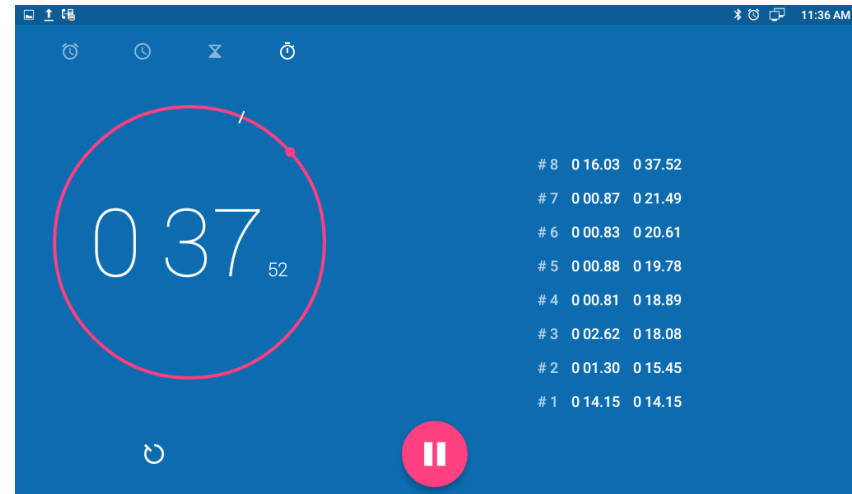 11:36 AM
0 37 52
# 8 0 16.03 0 37.52
# 7 0 00.87 0 21.49
# 6 0 00.83 0 20.61
# 5 0 00.88 0 19.78
# 4 0 00.81 0 18.89
# 3 0 02.62 0 18.08
# 2 0 01.30 0 15.45
# 1 0 14.15 0 14.15